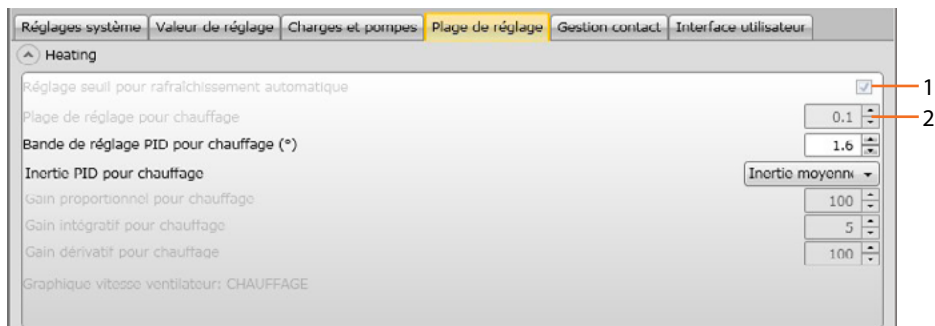 Réglages système Valeur de réglage Charges et pompes Plage de réglage Gestion contact Interface utilisateur
Heating
Réglage seuil pour rafraîchissement automatique 1
Plage de réglage pour chauffage 0.1 2
Bande de réglage PID pour chauffage (°) 1.6
Inertie PID pour chauffage Inertie moyenn
Gain proportionnel pour chauffage 100
Gain intégratif pour chauffage 5
Gain dérivatif pour chauffage 100
Graphique vitesse ventilateur: CHAUFFAGE